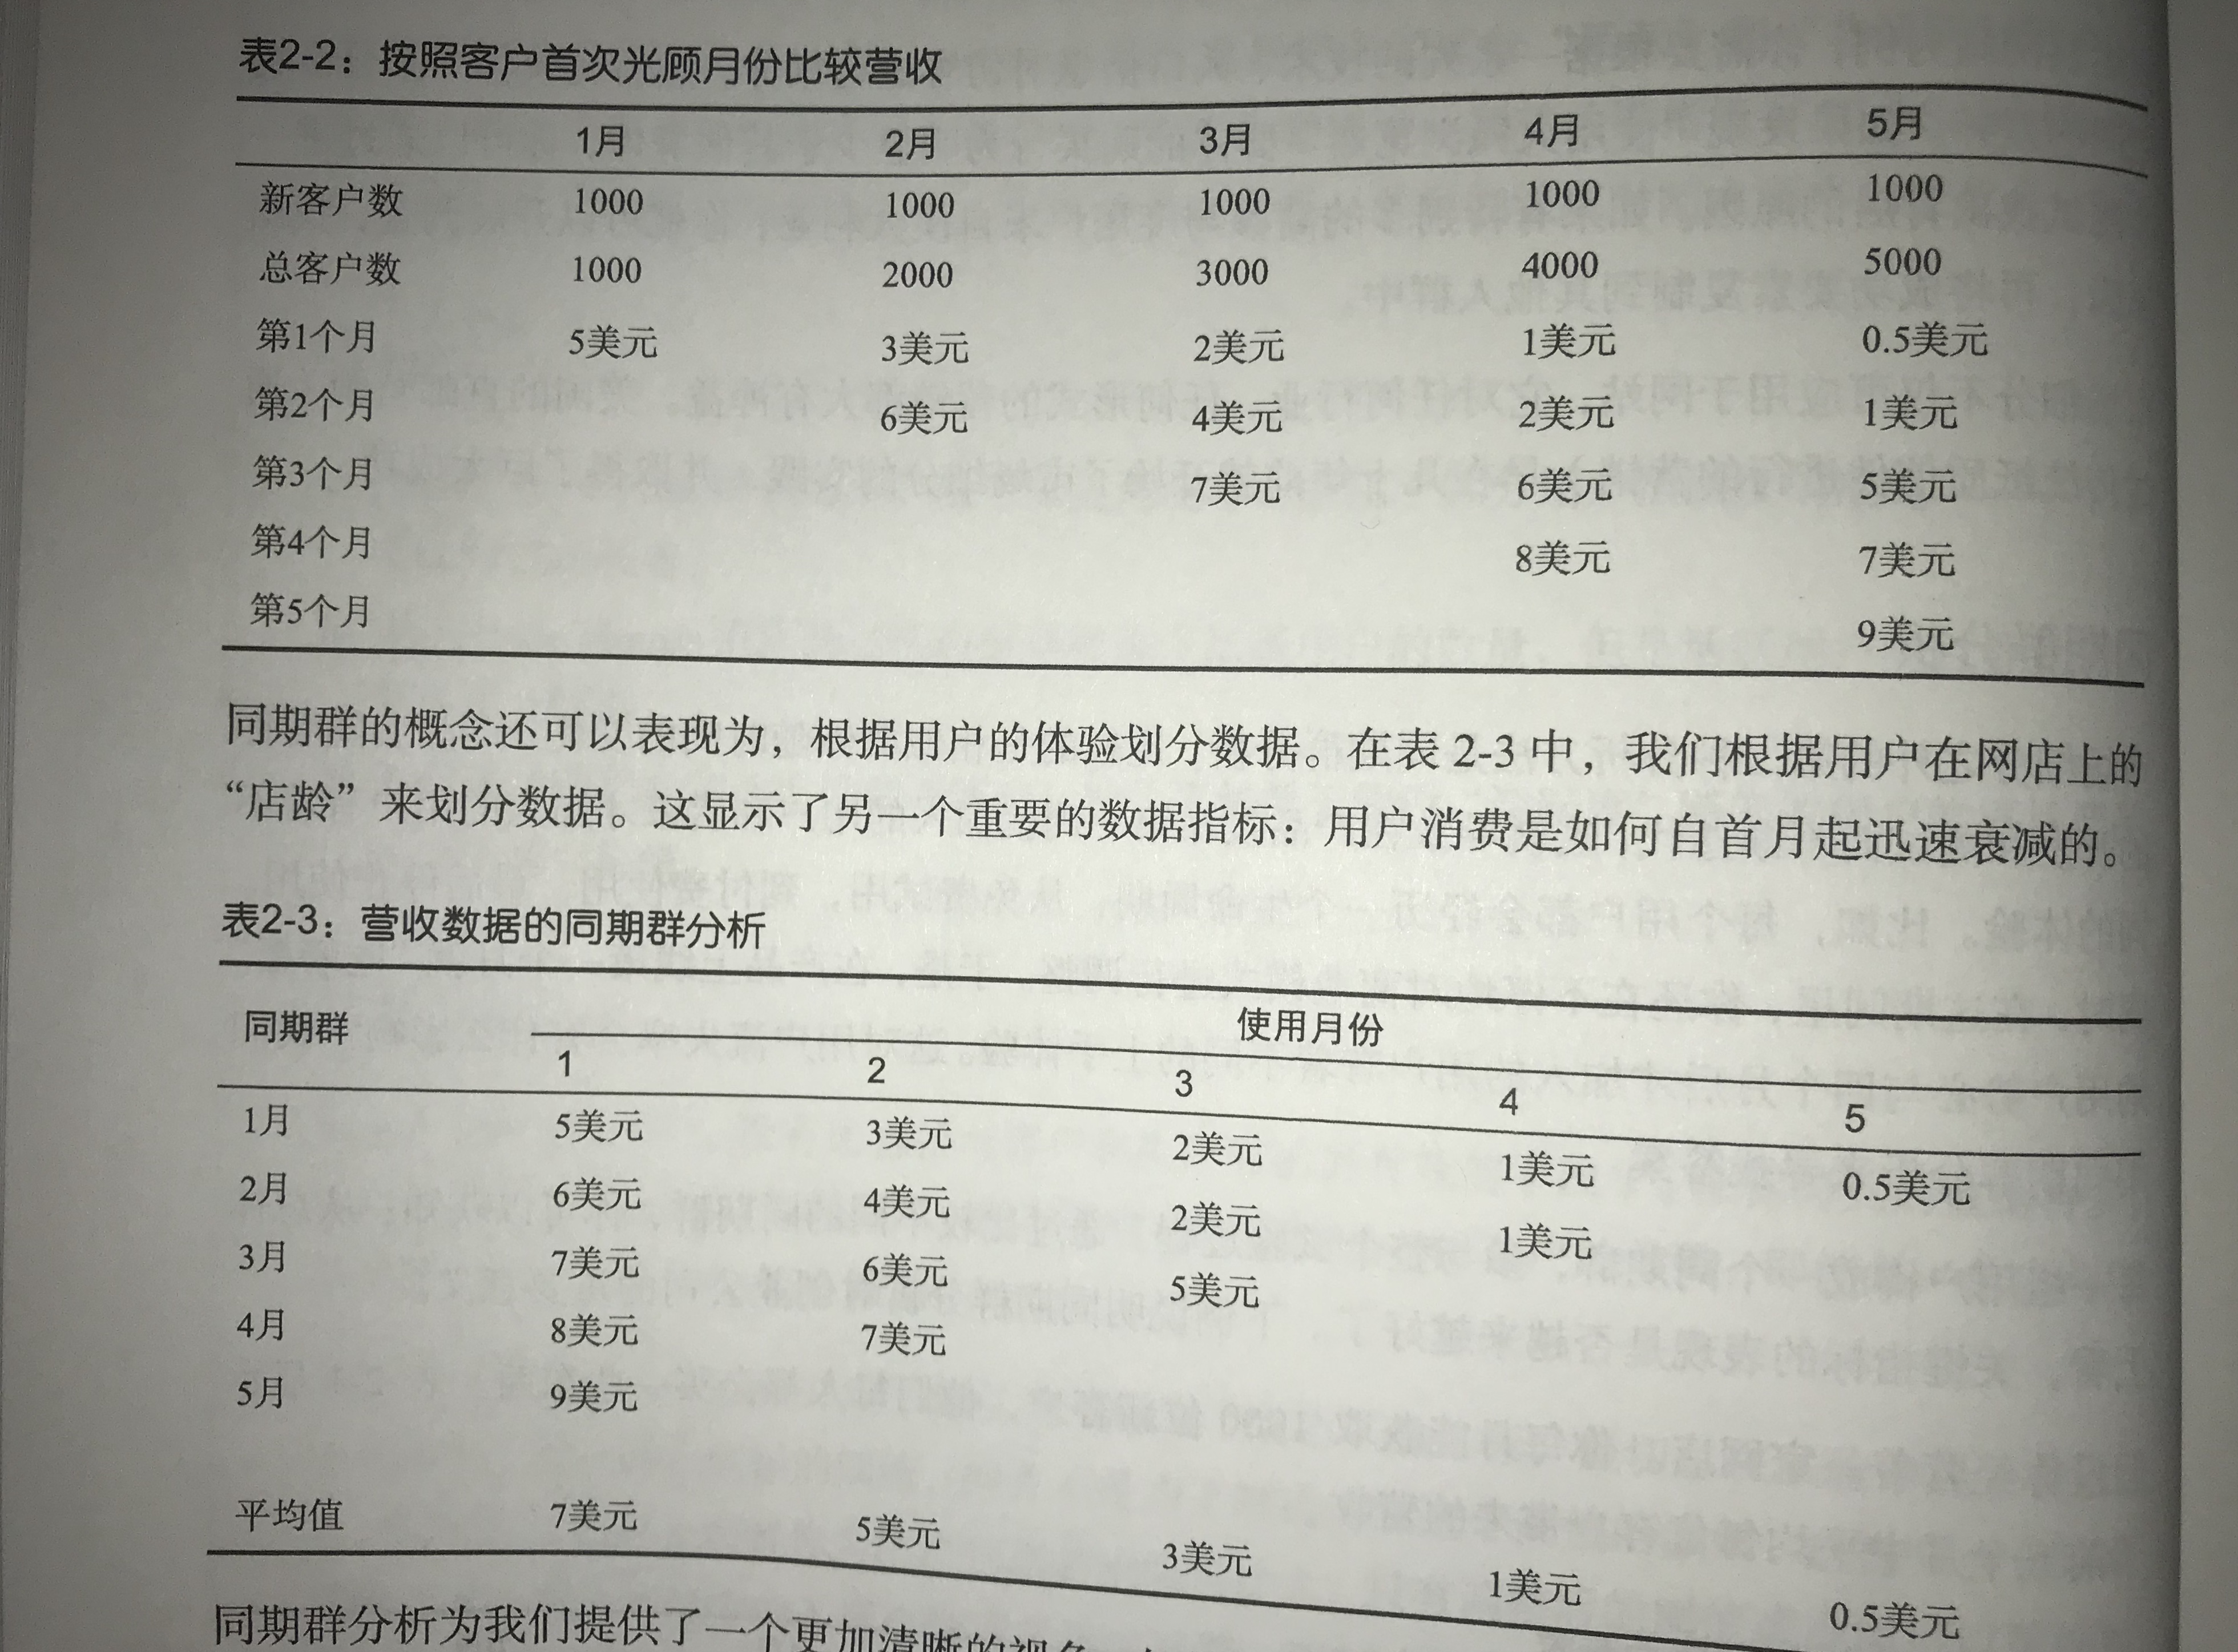 表2-2：按照客户首次光顾月份比较营收
1月 2月 3月 4月 5月
新客户数 1000 1000 1000 1000 1000
总客户数 1000 2000 3000 4000 5000
第1个月 5美元 3美元 2美元 1美元 0.5美元
第2个月 6美元 4美元 2美元 1美元
第3个月 7美元 6美元 5美元
第4个月 8美元 7美元
第5个月 9美元
同期群的概念还可以表现为，根据用户的体验划分数据。在表 2-3 中，我们根据用户在网店上的
“店龄”来划分数据。这显示了另一个重要的数据指标：用户消费是如何自首月起迅速衰减的。
表2-3：营收数据的同期群分析
同期群 使用月份
1 2 3 4 5
1月 5美元 3美元 2美元 1美元 0.5美元
2月 6美元 4美元 2美元 1美元
3月 7美元 6美元 5美元
4月 8美元 7美元
5月 9美元
平均值 7美元 5美元 3美元 1美元 0.5美元
同期群分析为我们提供了一个更加清晰的视角